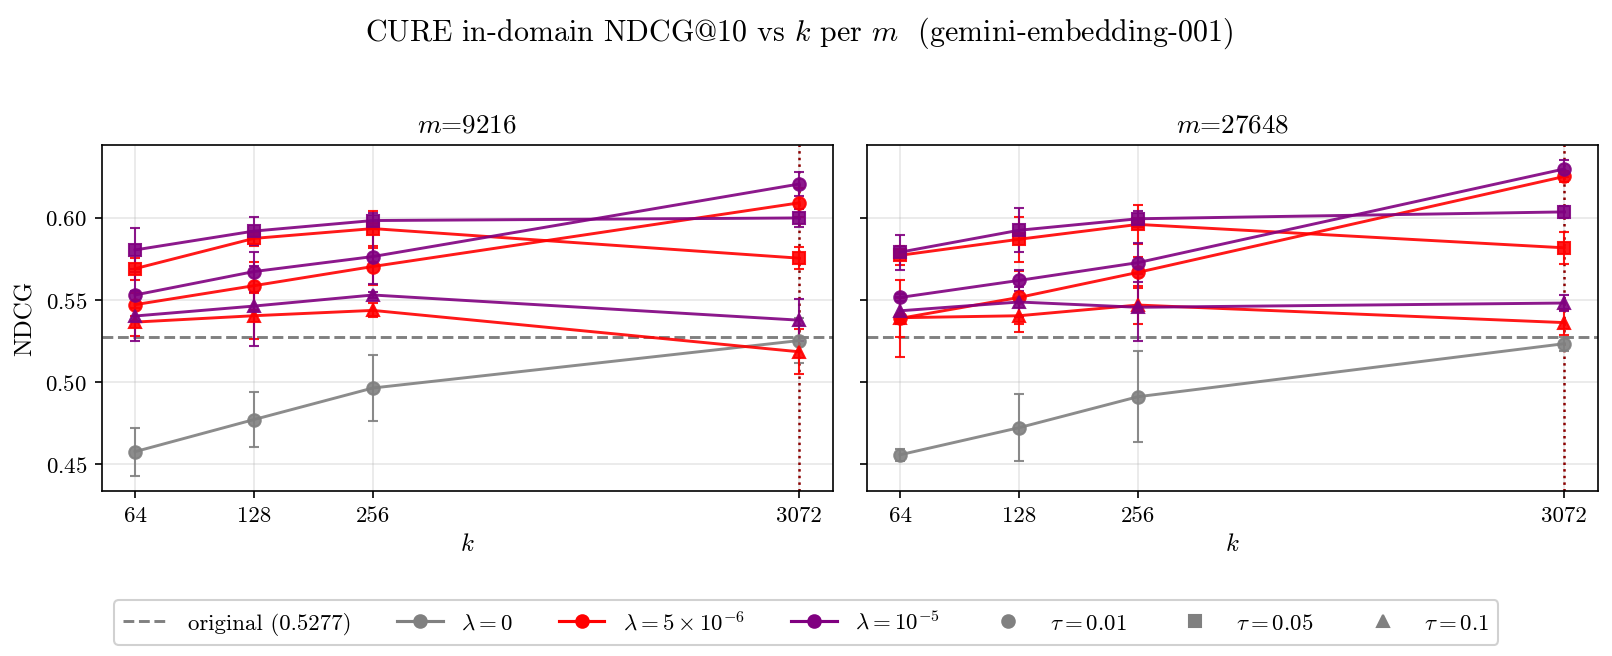 CURE in-domain NDCG@10 vs k per m (gemini-embedding-001)
m=9216
m=27648
NDCG
0.60
0.55
0.50
0.45
64 128 256 3072
64 128 256 3072
k
k
original (0.5277) λ = 0 λ = 5 × 10⁻⁶ λ = 10⁻⁵ τ = 0.01 τ = 0.05 τ = 0.1